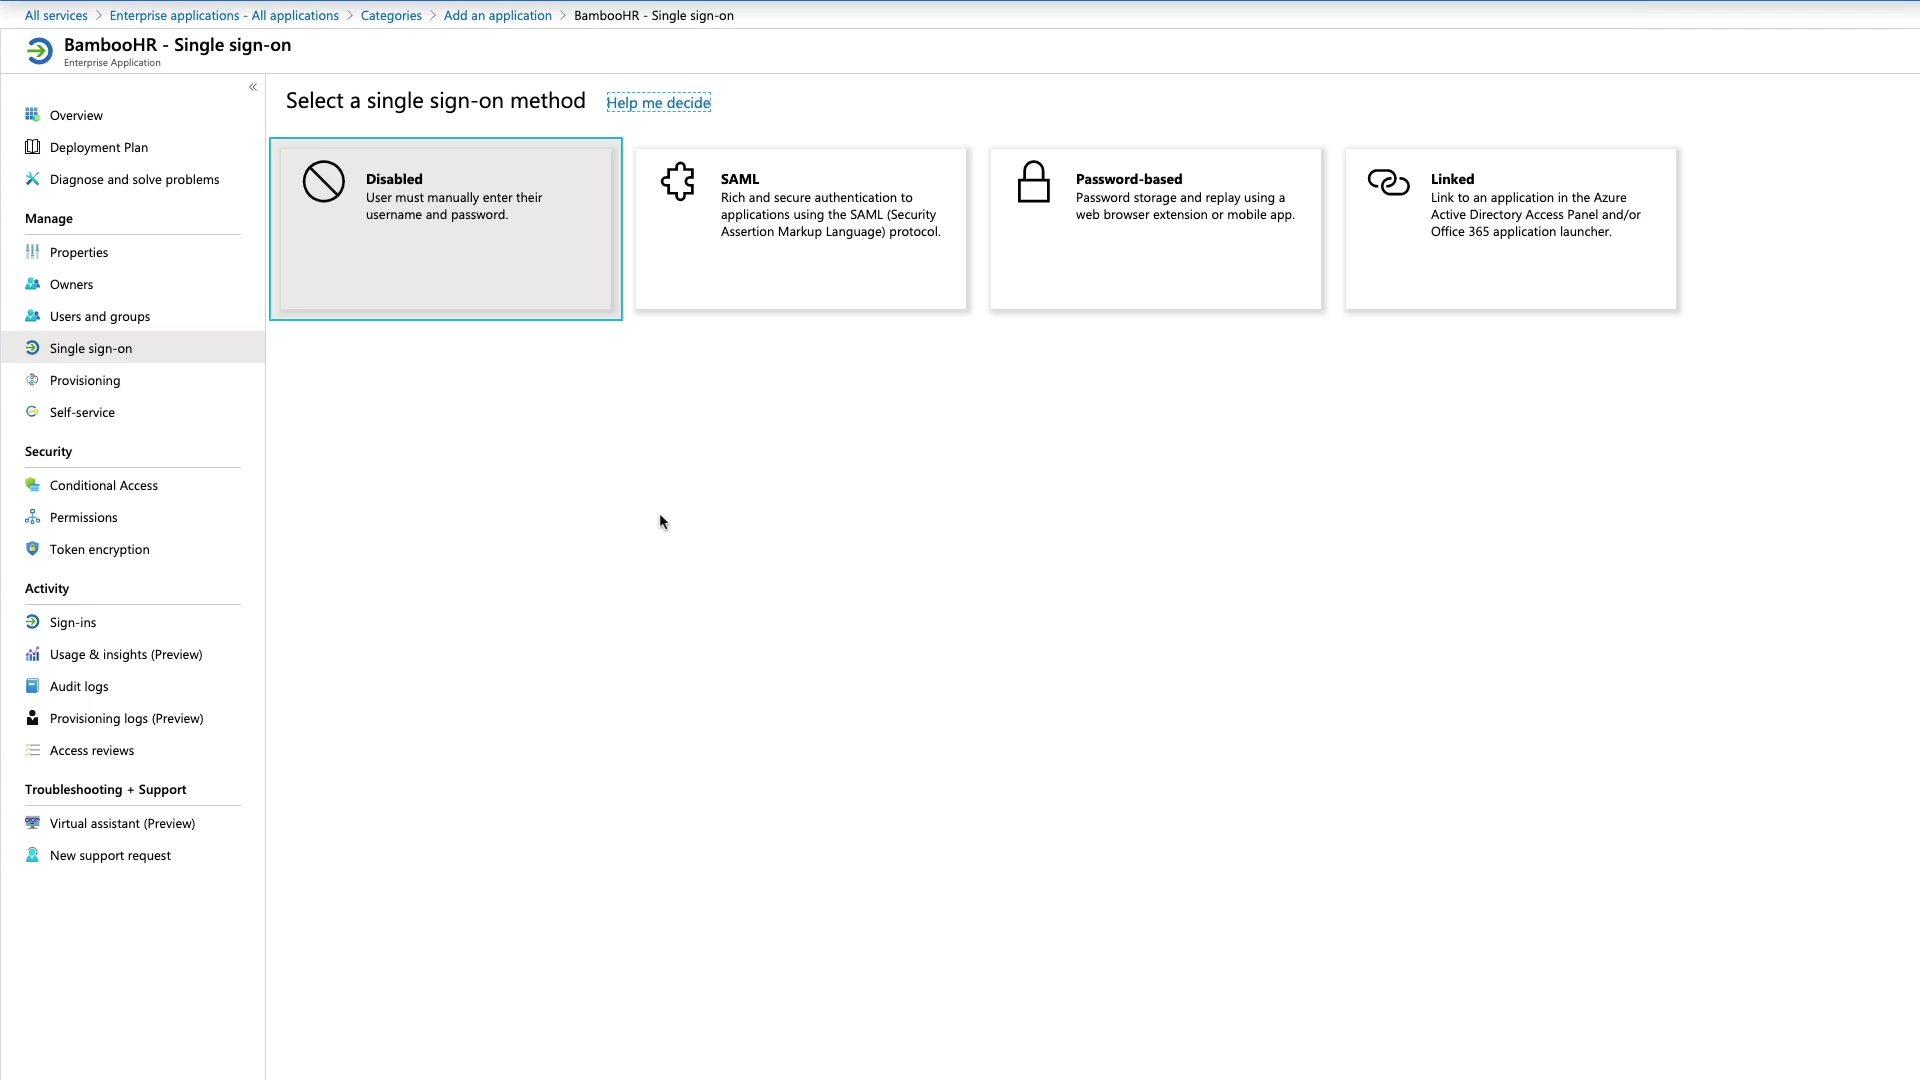 All services > Enterprise applications - All applications > Categories > Add an application > BambooHR - Single sign-on
BambooHR - Single sign-on
Enterprise Application
«
Overview
Deployment Plan
Diagnose and solve problems
Manage
Properties
Owners
Users and groups
Single sign-on
Provisioning
Self-service
Security
Conditional Access
Permissions
Token encryption
Activity
Sign-ins
Usage & insights (Preview)
Audit logs
Provisioning logs (Preview)
Access reviews
Troubleshooting + Support
Virtual assistant (Preview)
New support request
Select a single sign-on method Help me decide
Disabled
User must manually enter their
username and password.
SAML
Rich and secure authentication to
applications using the SAML (Security
Assertion Markup Language) protocol.
Password-based
Password storage and replay using a
web browser extension or mobile app.
Linked
Link to an application in the Azure
Active Directory Access Panel and/or
Office 365 application launcher.